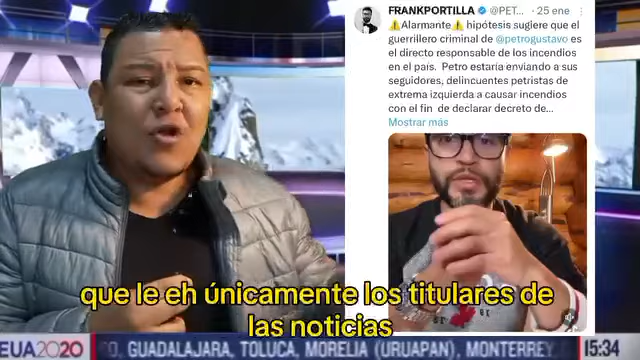 FRANKPORTILLA @PET... · 25 ene
⚠️Alarmante⚠️ hipótesis sugiere que el
guerrillero criminal de @petrogustavo es
el directo responsable de los incendios
en el país. Petro estaría enviando a sus
seguidores, delincuentes petristas de
extrema izquierda a causar incendios
con el fin de declarar decreto de...
Mostrar más
que le eh únicamente los titulares de
las noticias
EUA2020
O, GUADALAJARA, TOLUCA, MORELIA (URUAPAN), MONTERREY
15:34